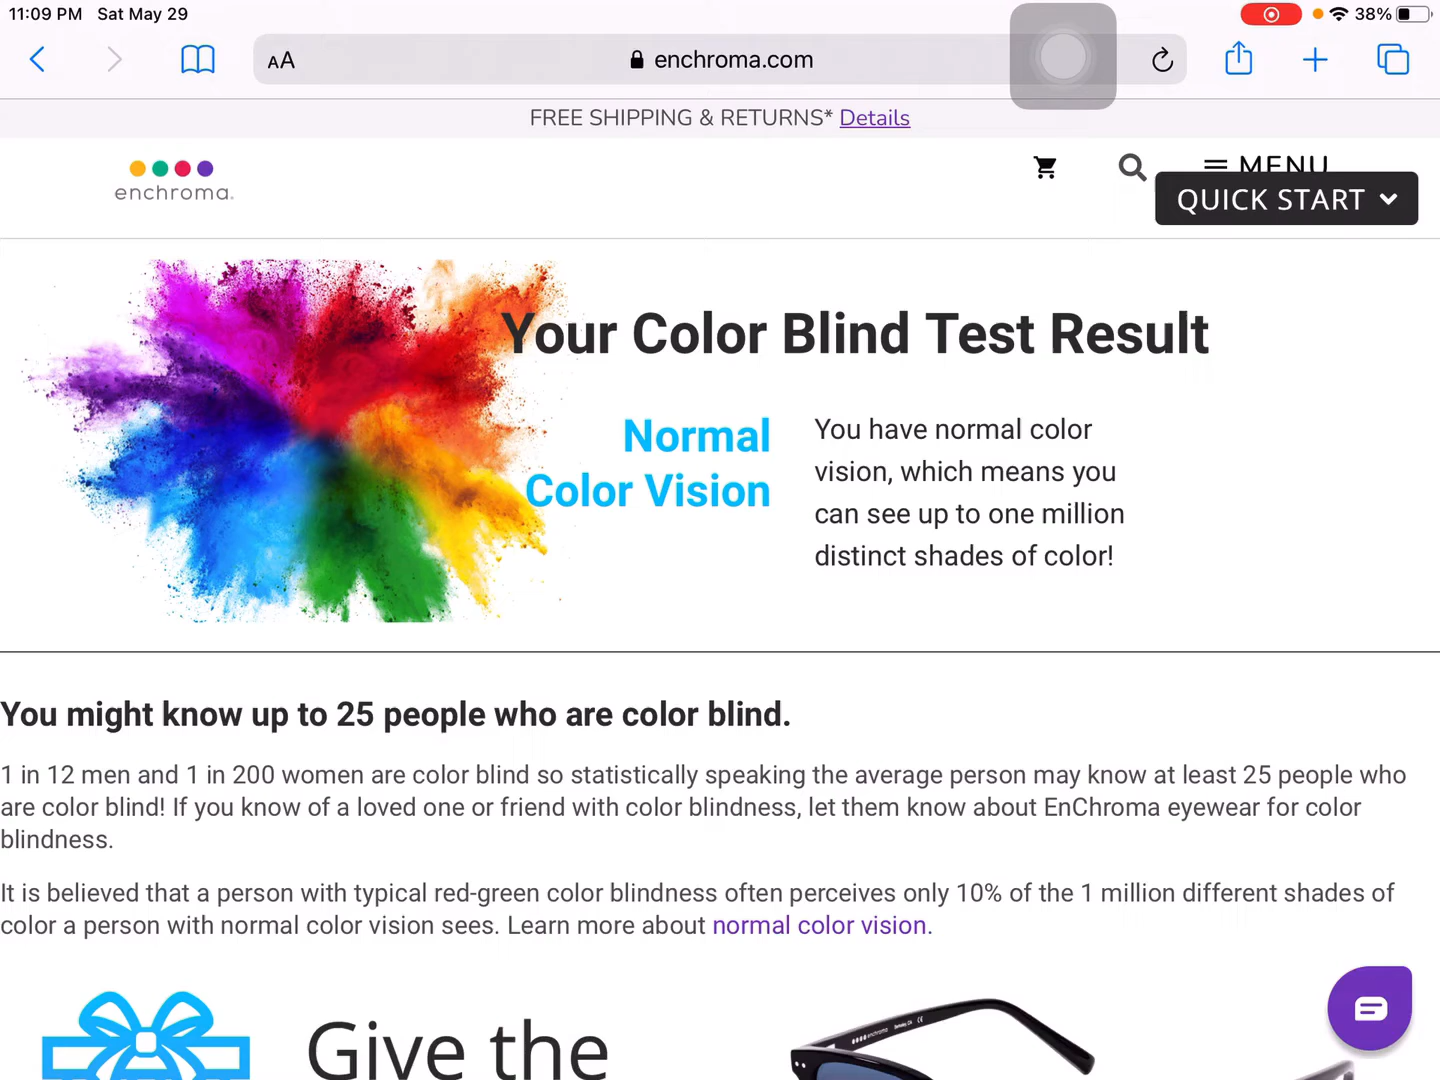 11:09 PM Sat May 29
38%
AA
enchroma.com
FREE SHIPPING & RETURNS* Details
enchroma.
MENU
QUICK START
Your Color Blind Test Result
Normal
Color Vision
You have normal color
vision, which means you
can see up to one million
distinct shades of color!
You might know up to 25 people who are color blind.
1 in 12 men and 1 in 200 women are color blind so statistically speaking the average person may know at least 25 people who
are color blind! If you know of a loved one or friend with color blindness, let them know about EnChroma eyewear for color
blindness.
It is believed that a person with typical red-green color blindness often perceives only 10% of the 1 million different shades of
color a person with normal color vision sees. Learn more about normal color vision.
Give the
enchroma